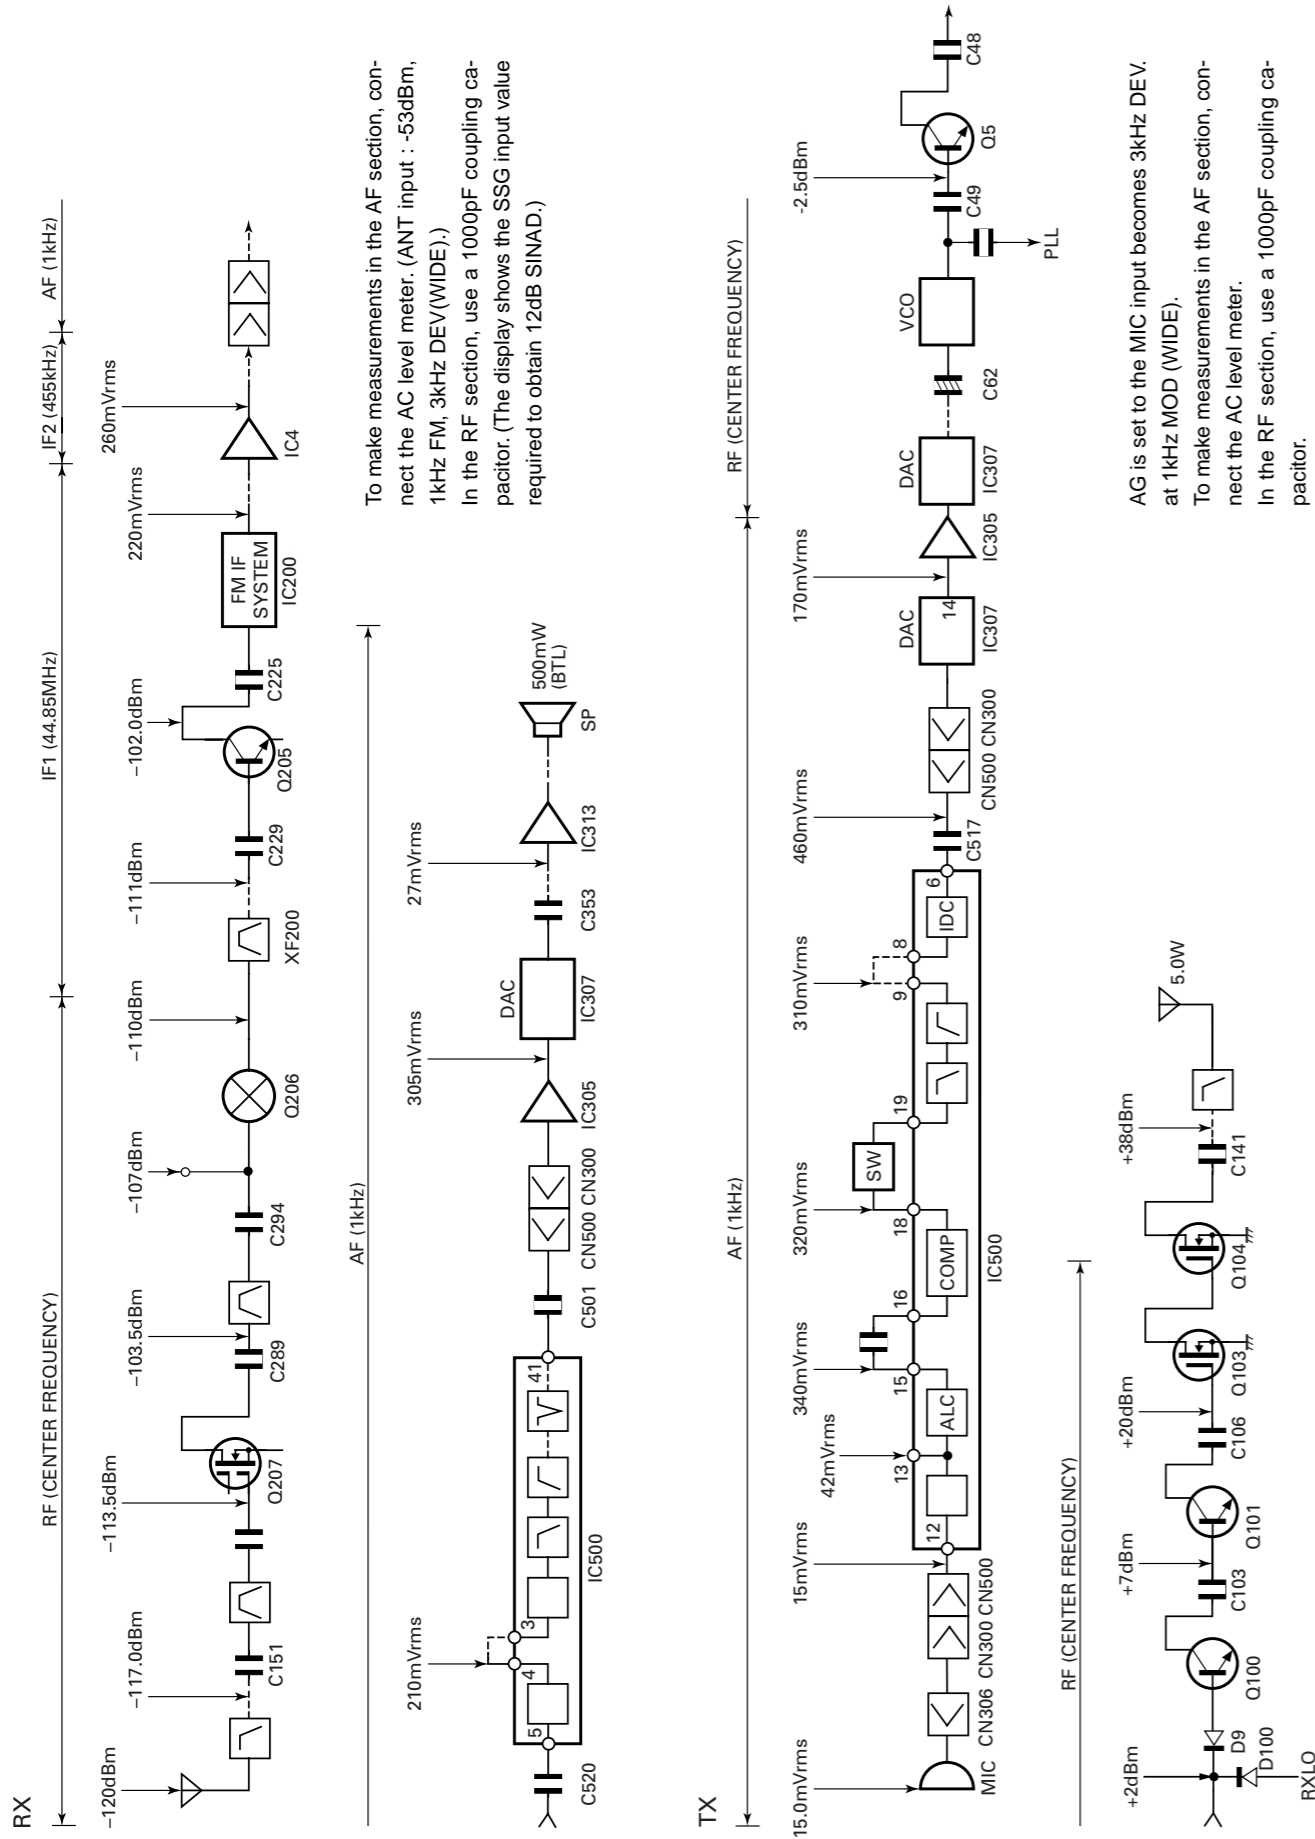 RX
RF (CENTER FREQUENCY)
IF1 (44.85MHz)
IF2 (455kHz)
AF (1kHz)
−120dBm
−117.0dBm
−113.5dBm
−103.5dBm
−107dBm
−110dBm
−111dBm
−102.0dBm
220mVrms
260mVrms
C151
Q207
C289
C294
Q206
XF200
C229
Q205
C225
FM IF
SYSTEM
IC200
IC4
AF (1kHz)
210mVrms
305mVrms
27mVrms
500mW
(BTL)
C520
5
4
3
41
IC500
C501
CN500 CN300
IC305
DAC
IC307
C353
IC313
SP
To make measurements in the AF section, con-
nect the AC level meter. (ANT input : -53dBm,
1kHz FM, 3kHz DEV(WIDE).)
In the RF section, use a 1000pF coupling ca-
pacitor. (The display shows the SSG input value
required to obtain 12dB SINAD.)
TX
AF (1kHz)
RF (CENTER FREQUENCY)
15.0mVrms
15mVrms
42mVrms
340mVrms
320mVrms
310mVrms
460mVrms
170mVrms
-2.5dBm
MIC
CN306
CN300 CN500
12
13
ALC
15
16
COMP
18
SW
19
9
8
IDC
6
IC500
C517
CN500 CN300
DAC
14
IC307
IC305
DAC
IC307
C62
VCO
PLL
C49
Q5
C48
RF (CENTER FREQUENCY)
+2dBm
+7dBm
+20dBm
+38dBm
5.0W
D9
D100
RXLO
Q100
C103
Q101
C106
Q103
Q104
C141
AG is set to the MIC input becomes 3kHz DEV.
at 1kHz MOD (WIDE).
To make measurements in the AF section, con-
nect the AC level meter.
In the RF section, use a 1000pF coupling ca-
pacitor.